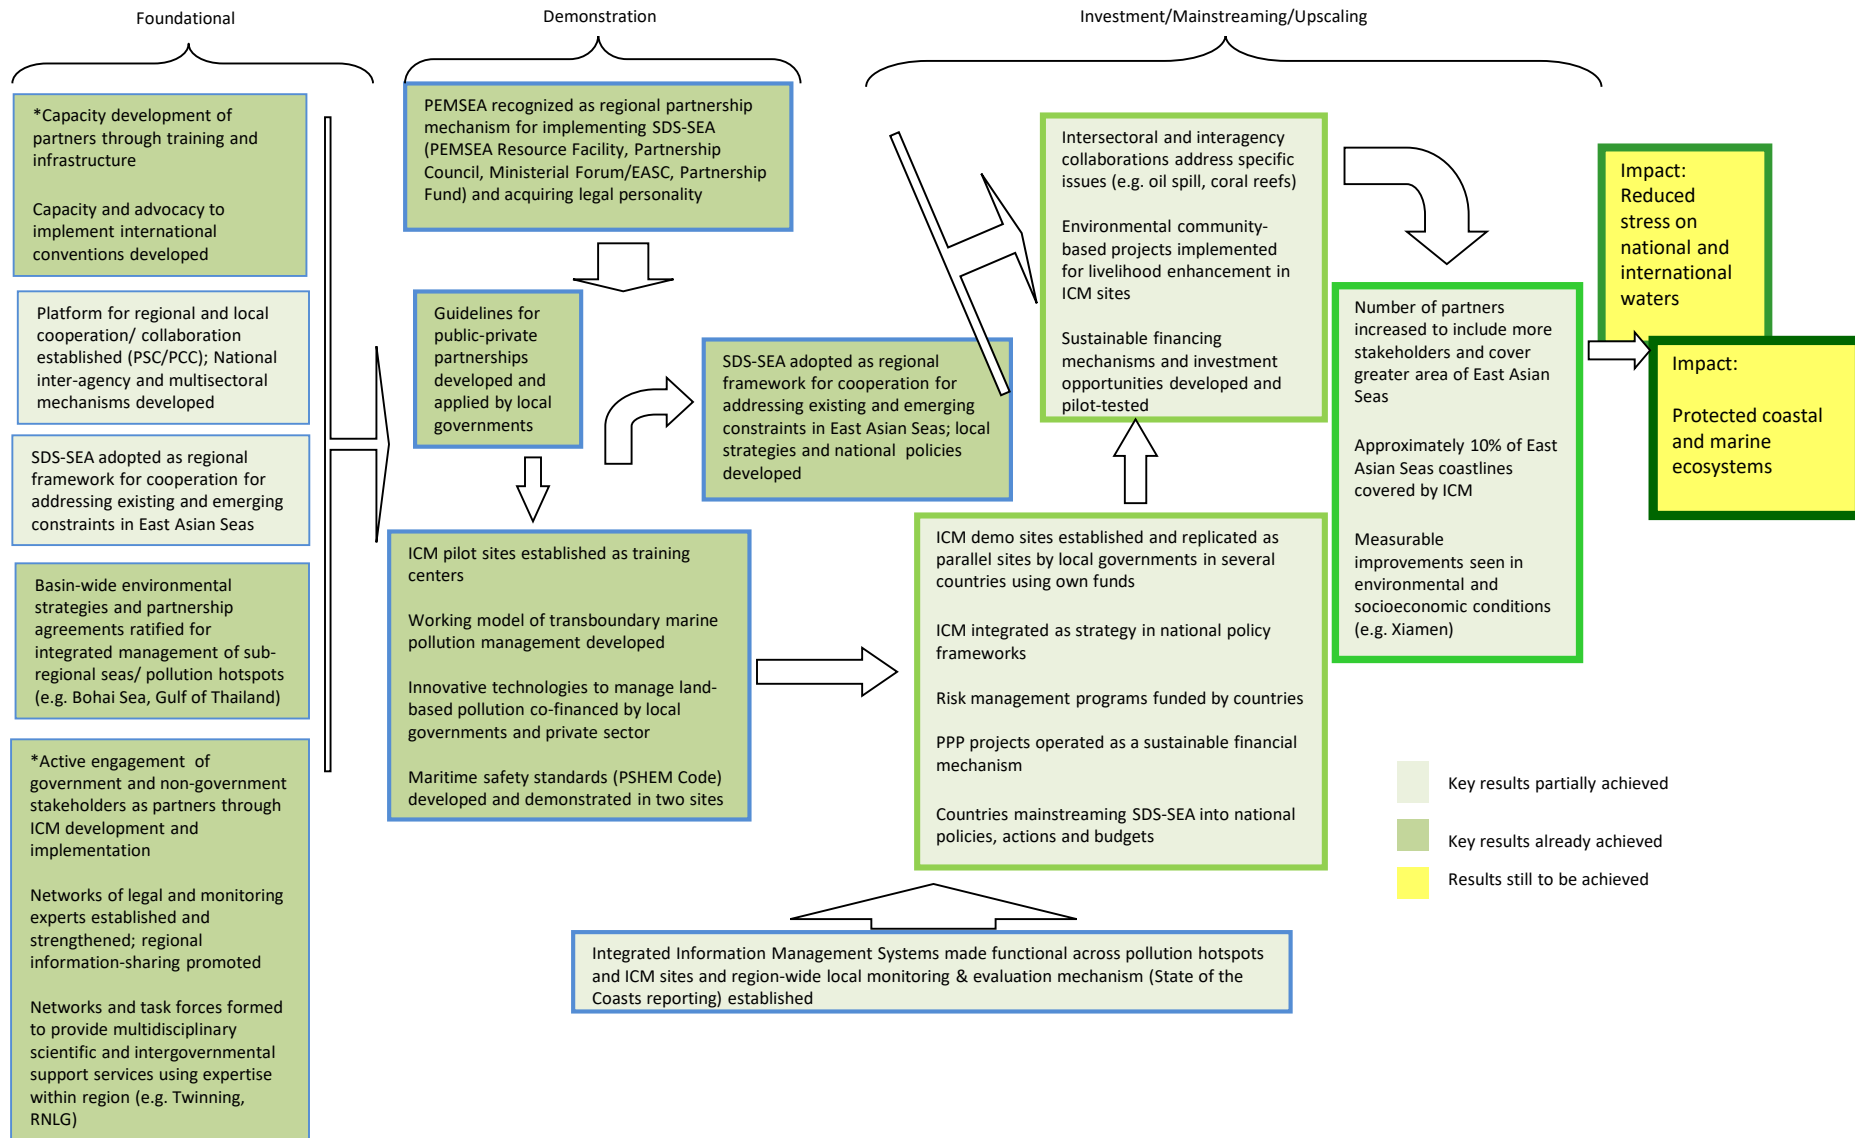 Foundational
Demonstration
Investment/Mainstreaming/Upscaling
*Capacity development of
partners through training and
infrastructure
Capacity and advocacy to
implement international
conventions developed
Platform for regional and local
cooperation/ collaboration
established (PSC/PCC); National
inter-agency and multisectoral
mechanisms developed
SDS-SEA adopted as regional
framework for cooperation for
addressing existing and emerging
constraints in East Asian Seas
Basin-wide environmental
strategies and partnership
agreements ratified for
integrated management of sub-
regional seas/ pollution hotspots
(e.g. Bohai Sea, Gulf of Thailand)
*Active engagement of
government and non-government
stakeholders as partners through
ICM development and
implementation
Networks of legal and monitoring
experts established and
strengthened; regional
information-sharing promoted
Networks and task forces formed
to provide multidisciplinary
scientific and intergovernmental
support services using expertise
within region (e.g. Twinning,
RNLG)
PEMSEA recognized as regional partnership
mechanism for implementing SDS-SEA
(PEMSEA Resource Facility, Partnership
Council, Ministerial Forum/EASC, Partnership
Fund) and acquiring legal personality
Guidelines for
public-private
partnerships
developed and
applied by local
governments
SDS-SEA adopted as regional
framework for cooperation for
addressing existing and emerging
constraints in East Asian Seas; local
strategies and national policies
developed
ICM pilot sites established as training
centers
Working model of transboundary marine
pollution management developed
Innovative technologies to manage land-
based pollution co-financed by local
governments and private sector
Maritime safety standards (PSHEM Code)
developed and demonstrated in two sites
Intersectoral and interagency
collaborations address specific
issues (e.g. oil spill, coral reefs)
Environmental community-
based projects implemented
for livelihood enhancement in
ICM sites
Sustainable financing
mechanisms and investment
opportunities developed and
pilot-tested
ICM demo sites established and replicated as
parallel sites by local governments in several
countries using own funds
ICM integrated as strategy in national policy
frameworks
Risk management programs funded by countries
PPP projects operated as a sustainable financial
mechanism
Countries mainstreaming SDS-SEA into national
policies, actions and budgets
Integrated Information Management Systems made functional across pollution hotspots
and ICM sites and region-wide local monitoring & evaluation mechanism (State of the
Coasts reporting) established
Number of partners
increased to include more
stakeholders and cover
greater area of East Asian
Seas
Approximately 10% of East
Asian Seas coastlines
covered by ICM
Measurable
improvements seen in
environmental and
socioeconomic conditions
(e.g. Xiamen)
Impact:
Reduced
stress on
national and
international
waters
Impact:
Protected coastal
and marine
ecosystems
Key results partially achieved
Key results already achieved
Results still to be achieved